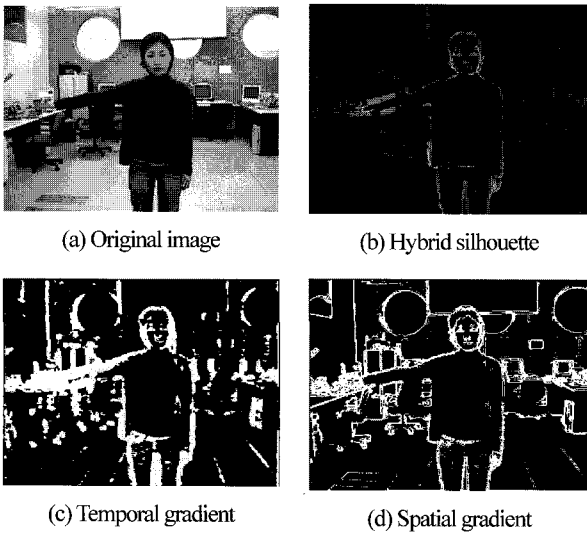 (a) Original image
(b) Hybrid silhouette
(c) Temporal gradient
(d) Spatial gradient